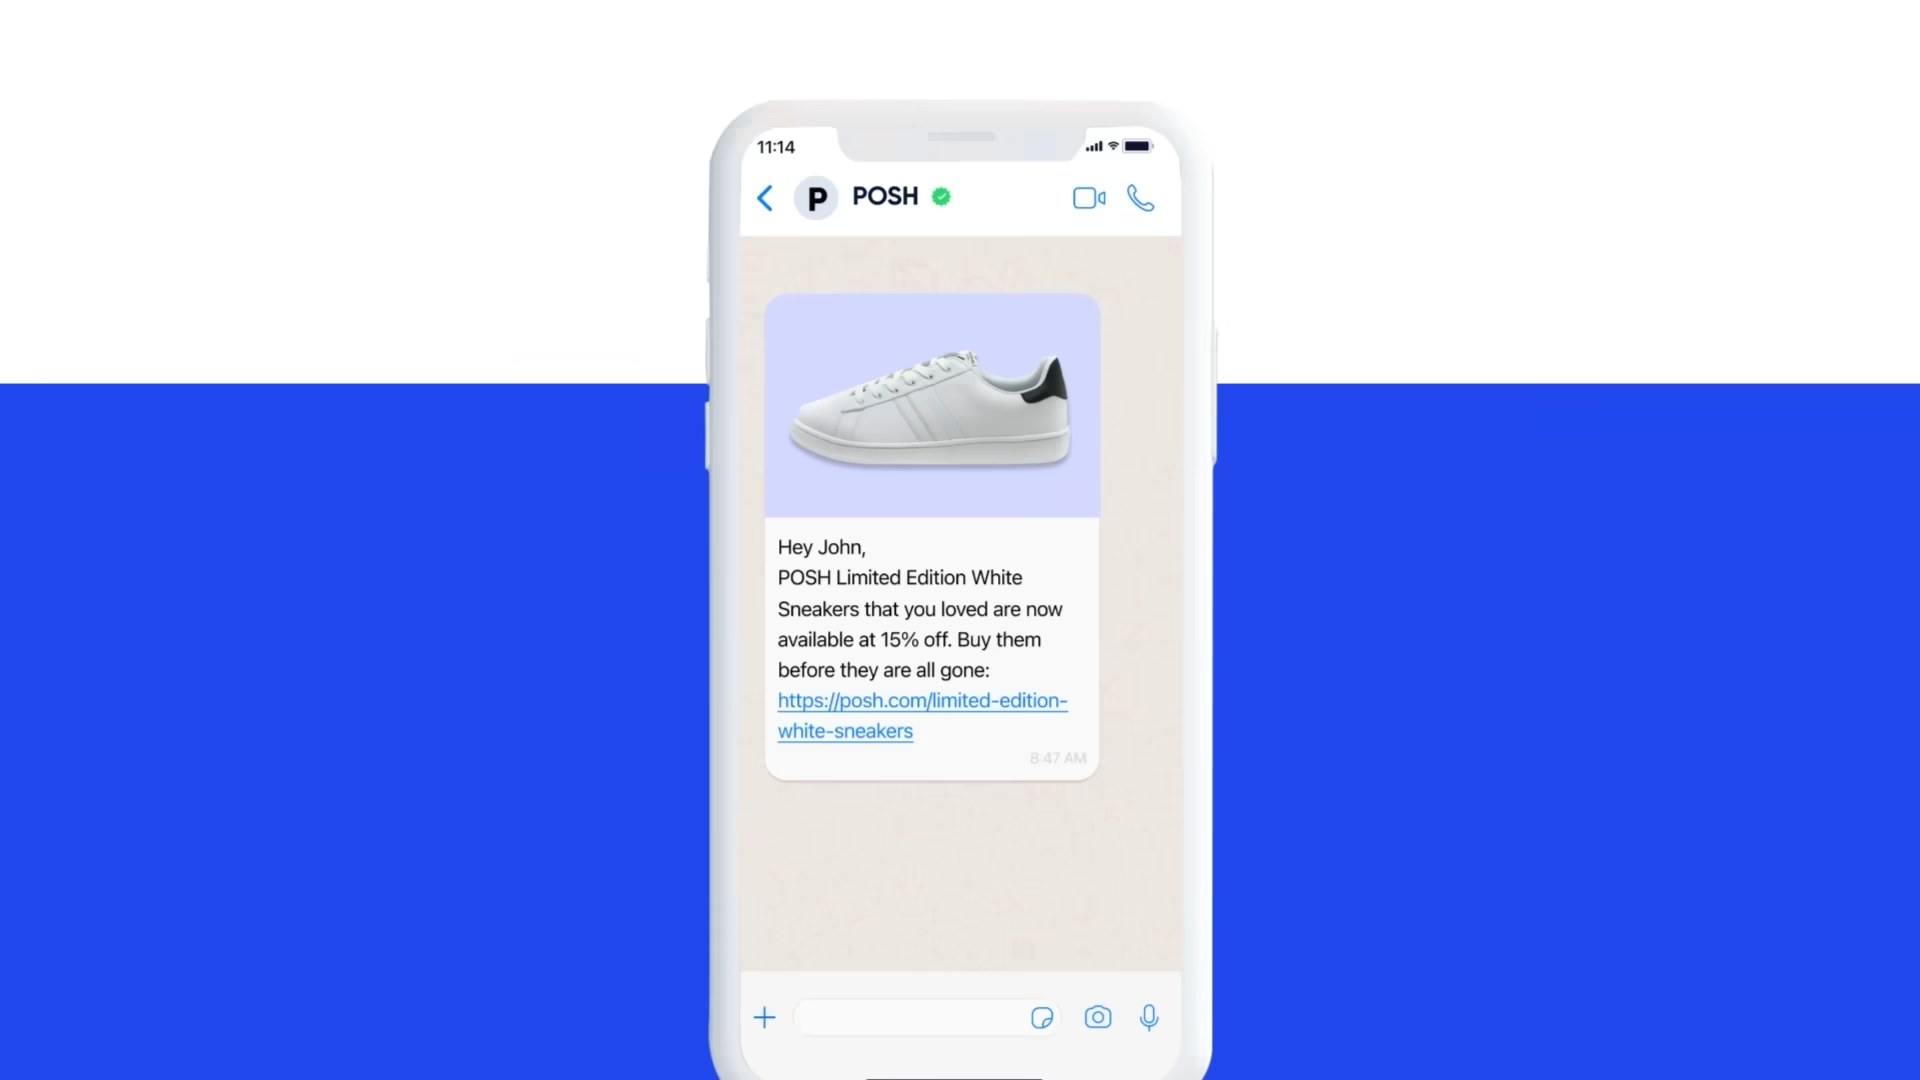 11:14
P POSH
Hey John,
POSH Limited Edition White
Sneakers that you loved are now
available at 15% off. Buy them
before they are all gone:
https://posh.com/limited-edition-
white-sneakers
8:47 AM